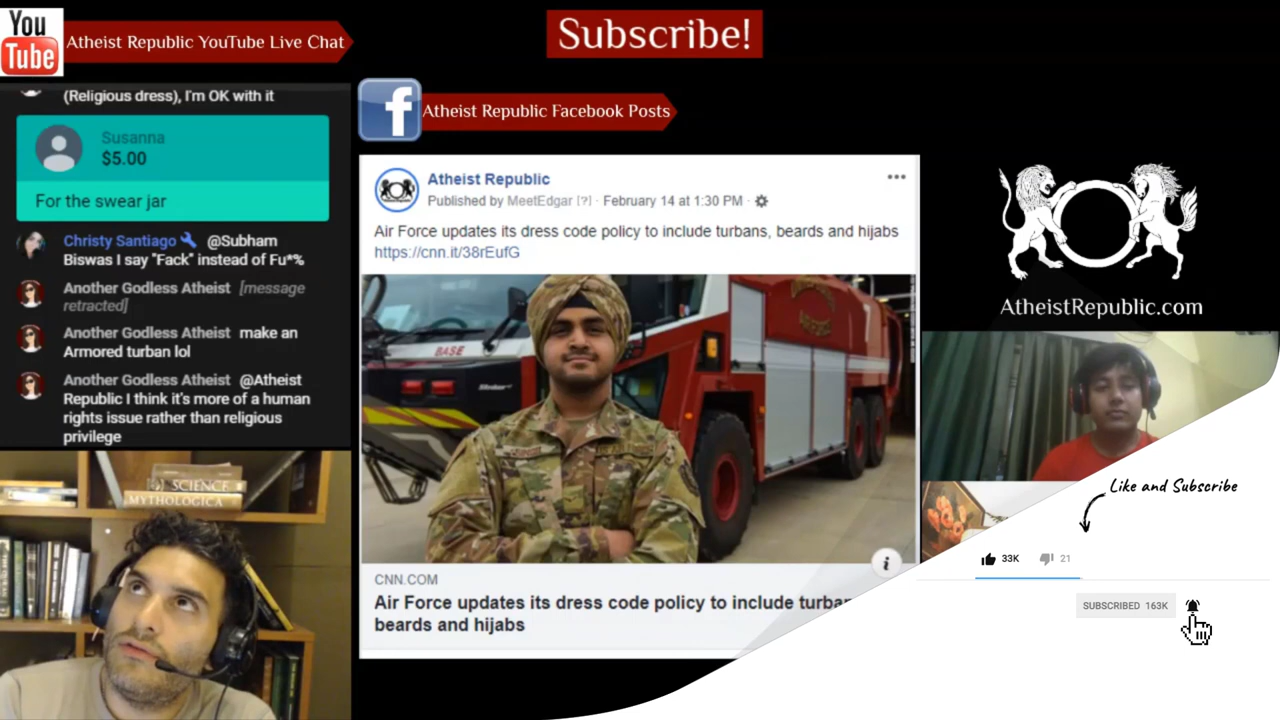 You
Tube
Atheist Republic YouTube Live Chat
Subscribe!
(Religious dress), I'm OK with it
Susanna
$5.00
For the swear jar
Christy Santiago @Subham
Biswas I say "Fack" instead of Fu*%
Another Godless Atheist [message
retracted]
Another Godless Atheist make an
Armored turban lol
Another Godless Atheist @Atheist
Republic I think it's more of a human
rights issue rather than religious
privilege
SCIENCE
MYTHOLOGICA
f
Atheist Republic Facebook Posts
Atheist Republic
Published by MeetEdgar [?] · February 14 at 1:30 PM ·
Air Force updates its dress code policy to include turbans, beards and hijabs
https://cnn.it/38rEufG
BASE
Striker
AIR FORCE
i
CNN.COM
Air Force updates its dress code policy to include turban
beards and hijabs
AtheistRepublic.com
Like and Subscribe
33K 21
SUBSCRIBED 163K